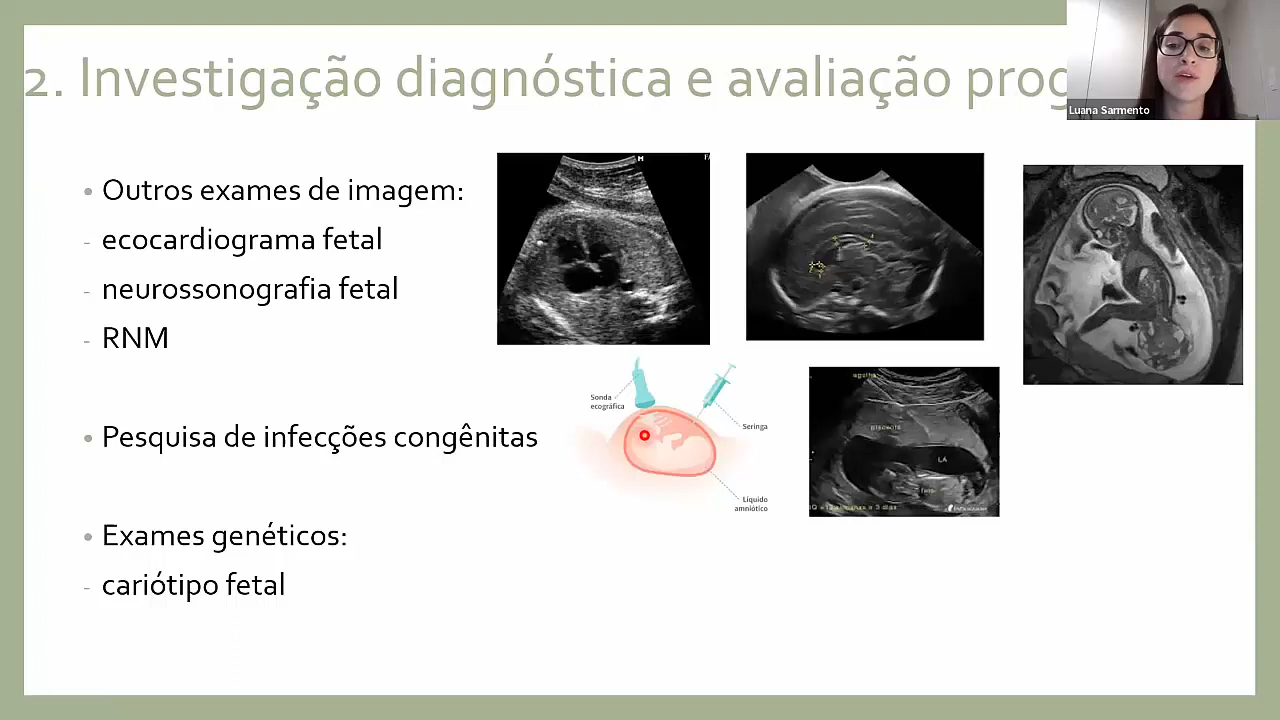 2. Investigação diagnóstica e avaliação prog
Luana Sarmento
• Outros exames de imagem:
- ecocardiograma fetal
- neurossonografia fetal
- RNM
• Pesquisa de infecções congênitas
• Exames genéticos:
- cariótipo fetal
M
Sonda
ecográfica
Seringa
Líquido
amniótico
agulha
placenta
LA
feto